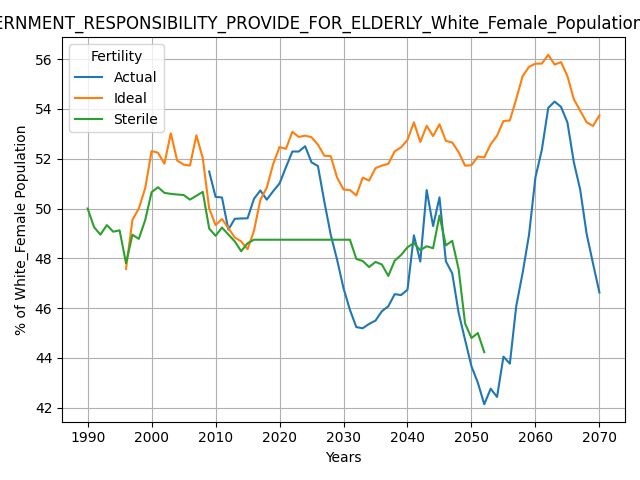 ERNMENT_RESPONSIBILITY_PROVIDE_FOR_ELDERLY_White_Female_Population
Fertility
Actual
Ideal
Sterile
% of White_Female Population
56
54
52
50
48
46
44
42
1990 2000 2010 2020 2030 2040 2050 2060 2070
Years